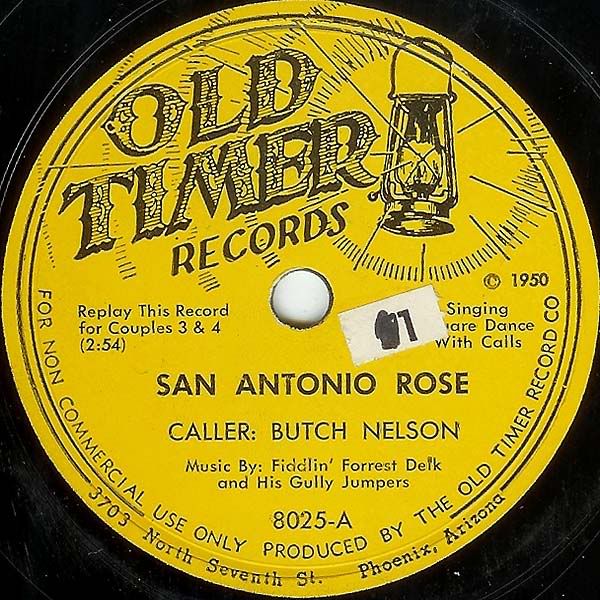 OLD
TIMER
RECORDS
© 1950
Replay This Record
for Couples 3 & 4
(2:54)
Singing
uare Dance
With Calls
SAN ANTONIO ROSE
CALLER: BUTCH NELSON
Music By: Fiddlin' Forrest Delk
and His Gully Jumpers
8025-A
FOR NON COMMERCIAL USE ONLY PRODUCED BY THE OLD TIMER RECORD CO
3703 North Seventh St. Phoenix, Arizona